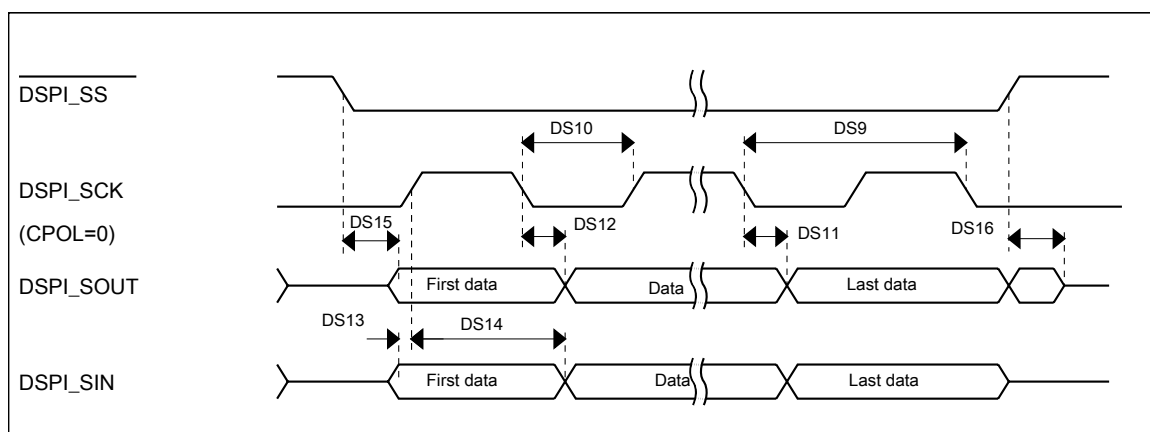 DSPI_SS
DS10
DS9
DSPI_SCK
(CPOL=0)
DS15
DS12
DS11
DS16
DSPI_SOUT
First data
Data
Last data
DS13
DS14
DSPI_SIN
First data
Data
Last data